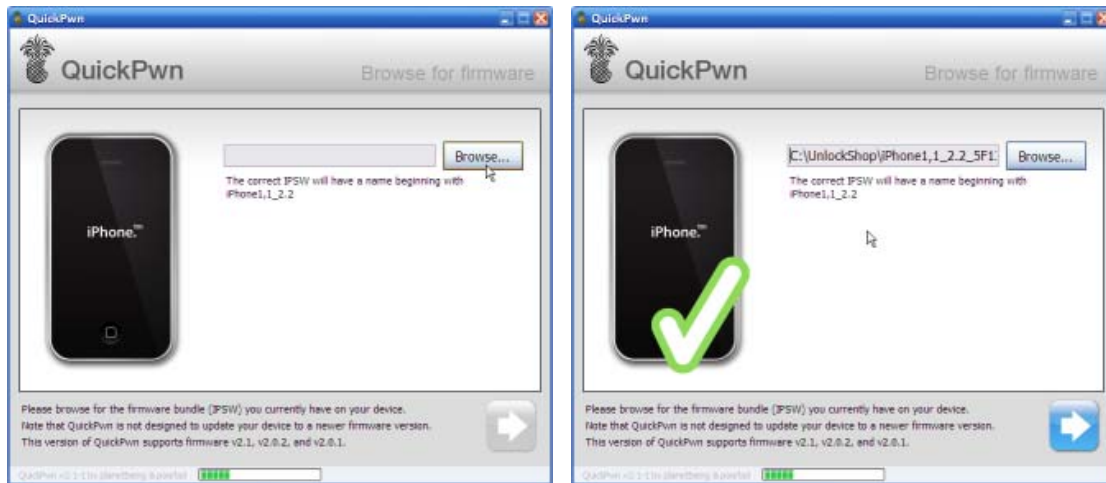 QuickPwn
QuickPwn
Browse for firmware
Browse...
The correct IPSW will have a name beginning with
iPhone1,1_2.2
iPhone.
Please browse for the firmware bundle (IPSW) you currently have on your device.
Note that QuickPwn is not designed to update your device to a newer firmware version.
This version of QuickPwn supports firmware v2.1, v2.0.2, and v2.0.1.
QuickPwn
QuickPwn
Browse for firmware
C:\UnlockShop\iPhone1,1_2.2_5F1
Browse...
The correct IPSW will have a name beginning with
iPhone1,1_2.2
iPhone.
Please browse for the firmware bundle (IPSW) you currently have on your device.
Note that QuickPwn is not designed to update your device to a newer firmware version.
This version of QuickPwn supports firmware v2.1, v2.0.2, and v2.0.1.